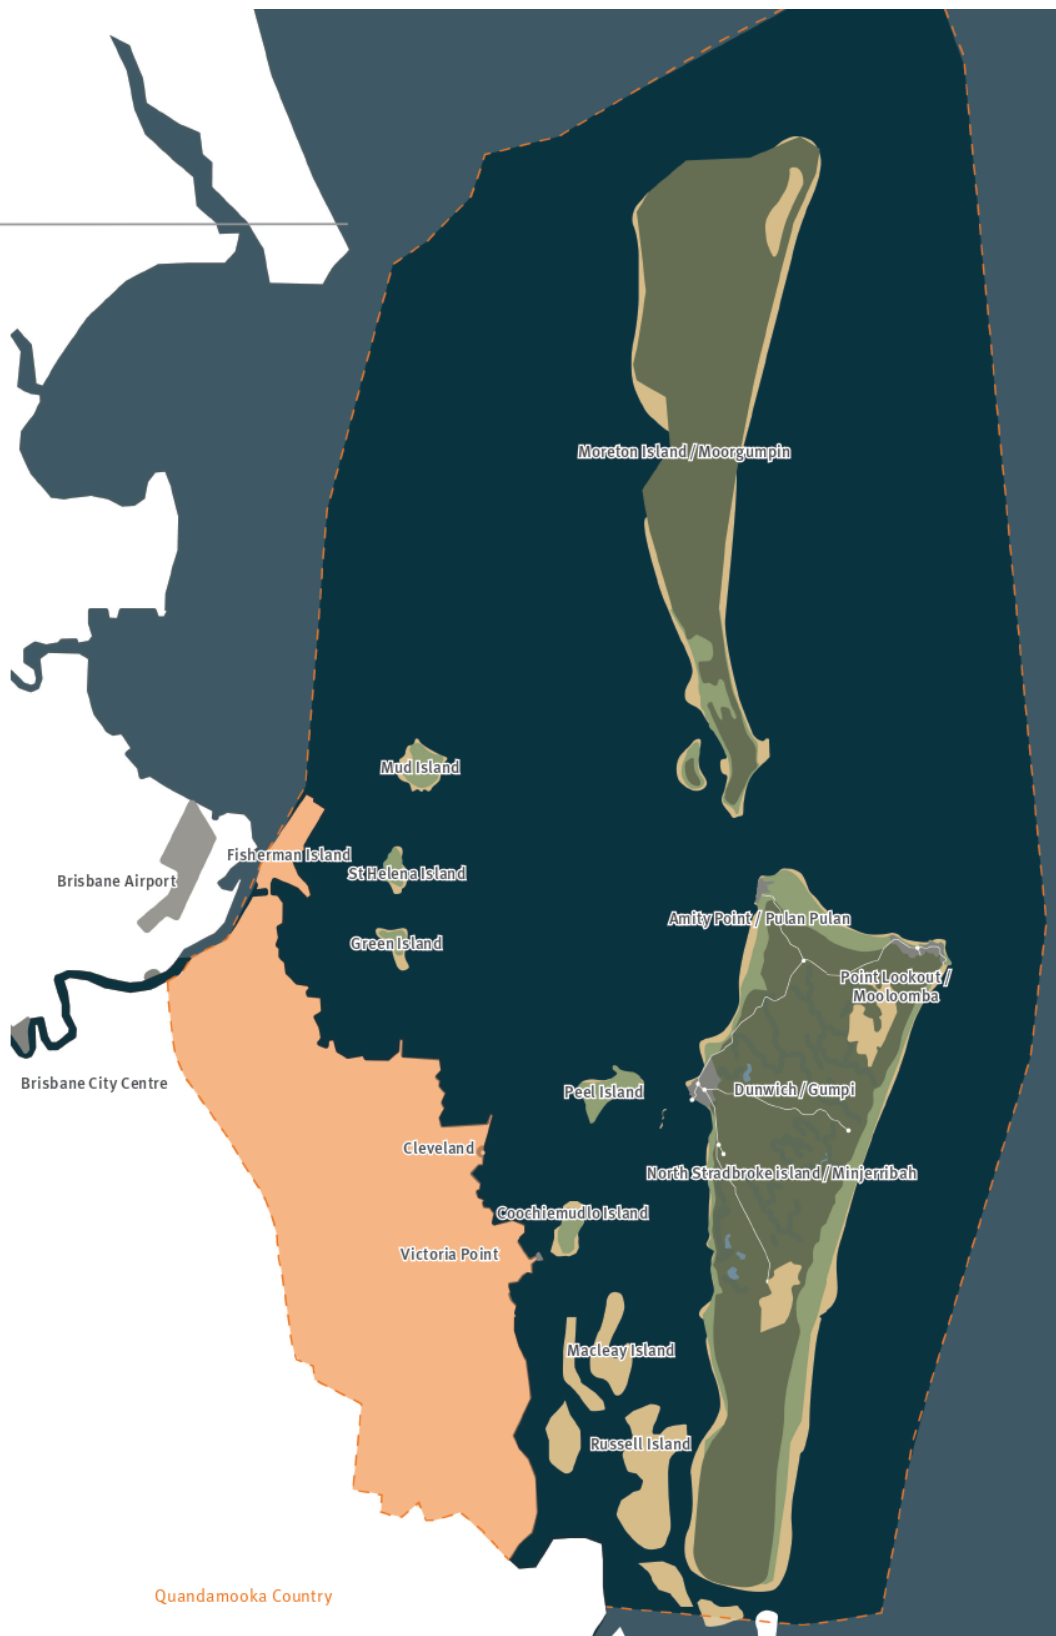 Moreton Island / Moorgumpin
Mud Island
Fisherman Island
St Helena Island
Brisbane Airport
Amity Point / Pulan Pulan
Green Island
Point Lookout /
Mooloomba
Brisbane City Centre
Peel Island
Dunwich / Gumpi
Cleveland
North Stradbroke island / Minjerribah
Coochiemudlo Island
Victoria Point
Macleay Island
Russell Island
Quandamooka Country